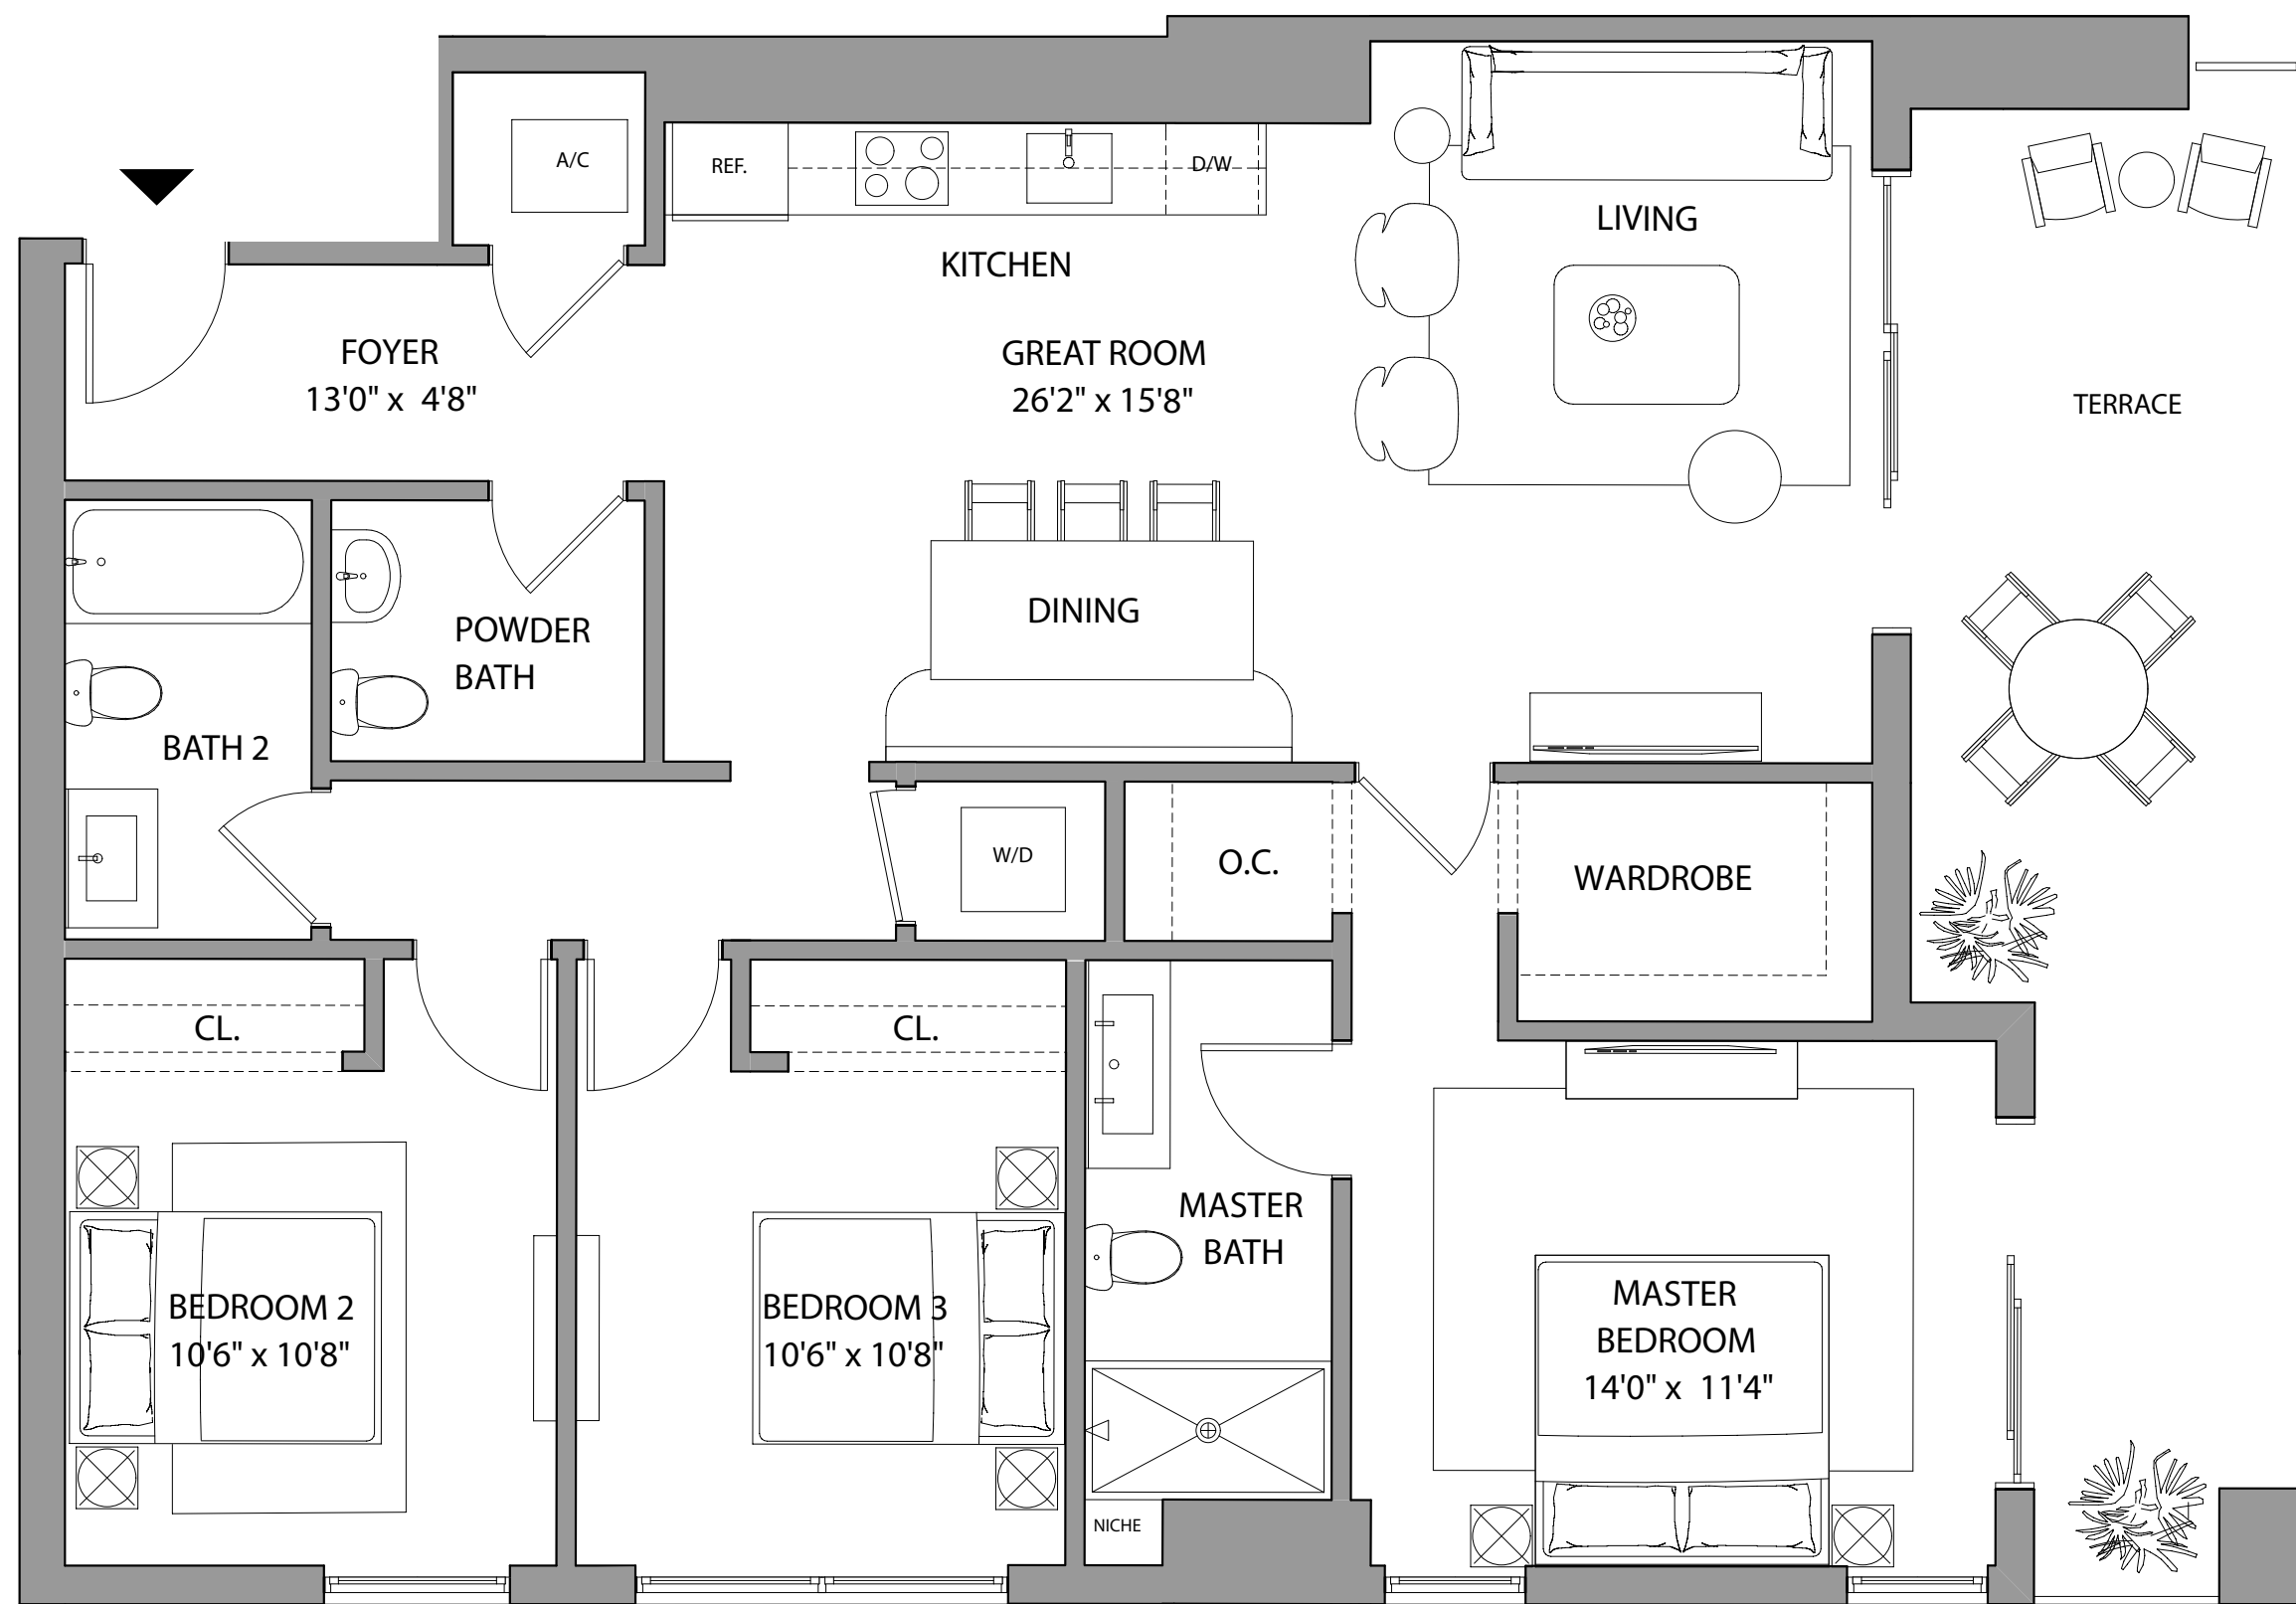 A/C
REF.
D/W
LIVING
KITCHEN
FOYER
13'0" x 4'8"
GREAT ROOM
26'2" x 15'8"
TERRACE
DINING
POWDER
BATH
BATH 2
W/D
O.C.
WARDROBE
CL.
CL.
MASTER
BATH
BEDROOM 2
10'6" x 10'8"
BEDROOM 3
10'6" x 10'8"
MASTER
BEDROOM
14'0" x 11'4"
NICHE